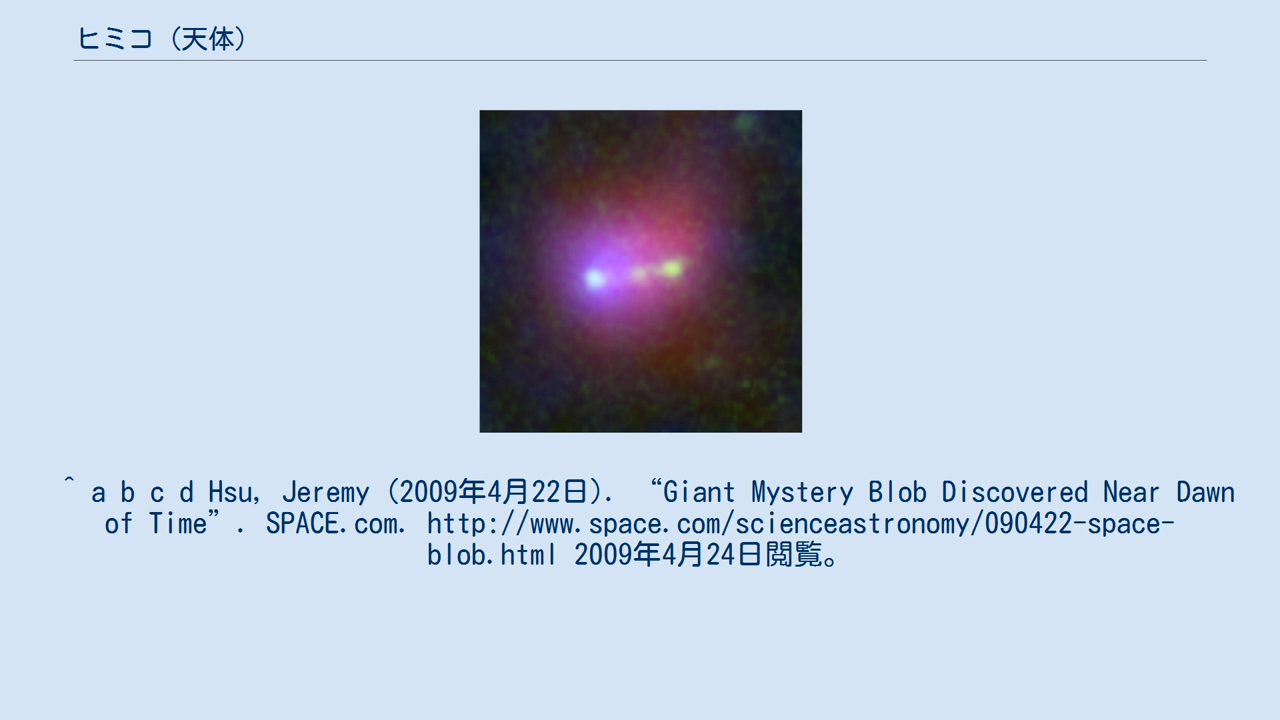 ヒミコ（天体）
^ a b c d Hsu, Jeremy (2009年4月22日). “Giant Mystery Blob Discovered Near Dawn
of Time”. SPACE.com. http://www.space.com/scienceastronomy/090422-space-
blob.html 2009年4月24日閲覧。